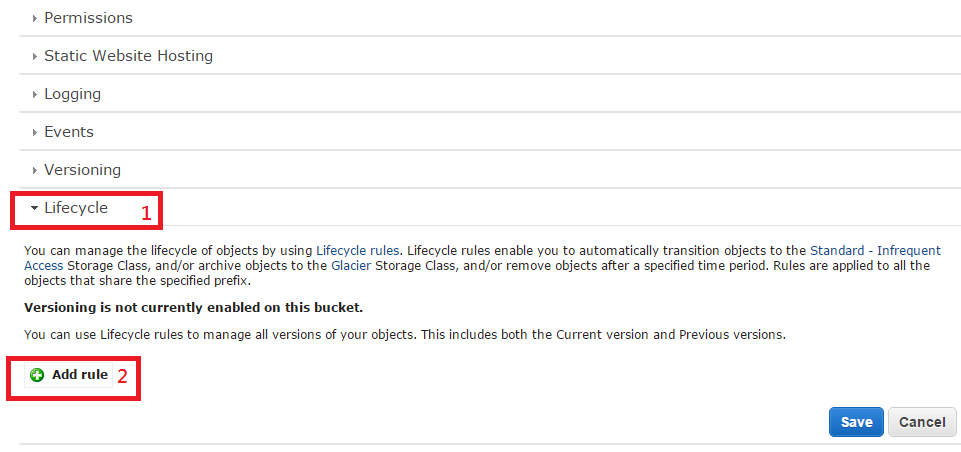 Permissions
Static Website Hosting
Logging
Events
Versioning
Lifecycle 1
You can manage the lifecycle of objects by using Lifecycle rules. Lifecycle rules enable you to automatically transition objects to the Standard - Infrequent
Access Storage Class, and/or archive objects to the Glacier Storage Class, and/or remove objects after a specified time period. Rules are applied to all the
objects that share the specified prefix.
Versioning is not currently enabled on this bucket.
You can use Lifecycle rules to manage all versions of your objects. This includes both the Current version and Previous versions.
Add rule 2
Save Cancel